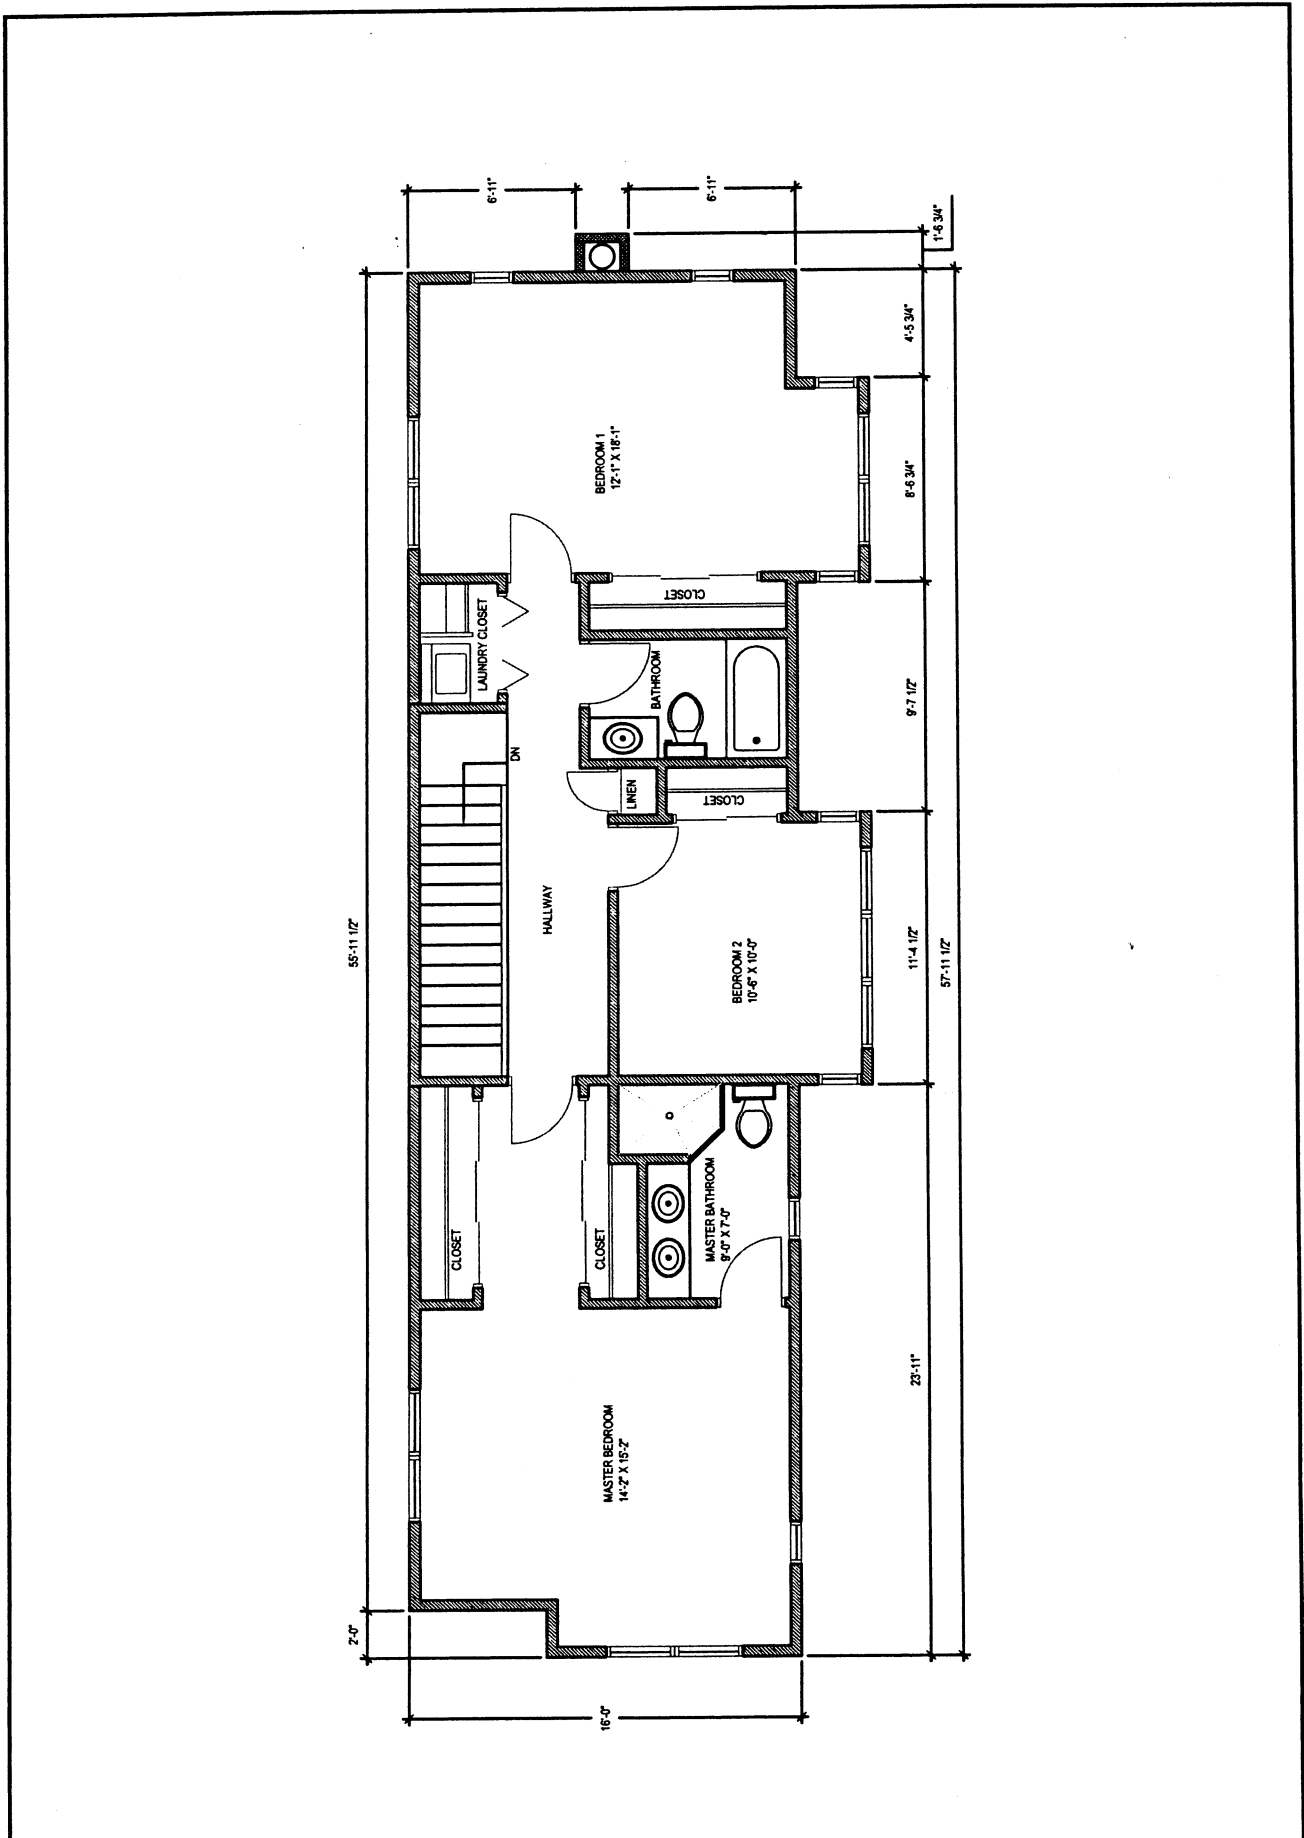 6'-11"
6'-11"
1'-6 3/4"
4'-5 3/4"
BEDROOM 1
12'-1" X 18'-1"
8'-6 3/4"
CLOSET
LAUNDRY CLOSET
BATHROOM
9'-7 1/2"
DN
LINEN
CLOSET
HALLWAY
55'-11 1/2"
BEDROOM 2
10'-6" X 10'-0"
11'-4 1/2"
57'-11 1/2"
MASTER BATHROOM
9'-0" X 7'-0"
CLOSET
CLOSET
23'-11"
MASTER BEDROOM
14'-2" X 15'-2"
2'-0"
16'-0"